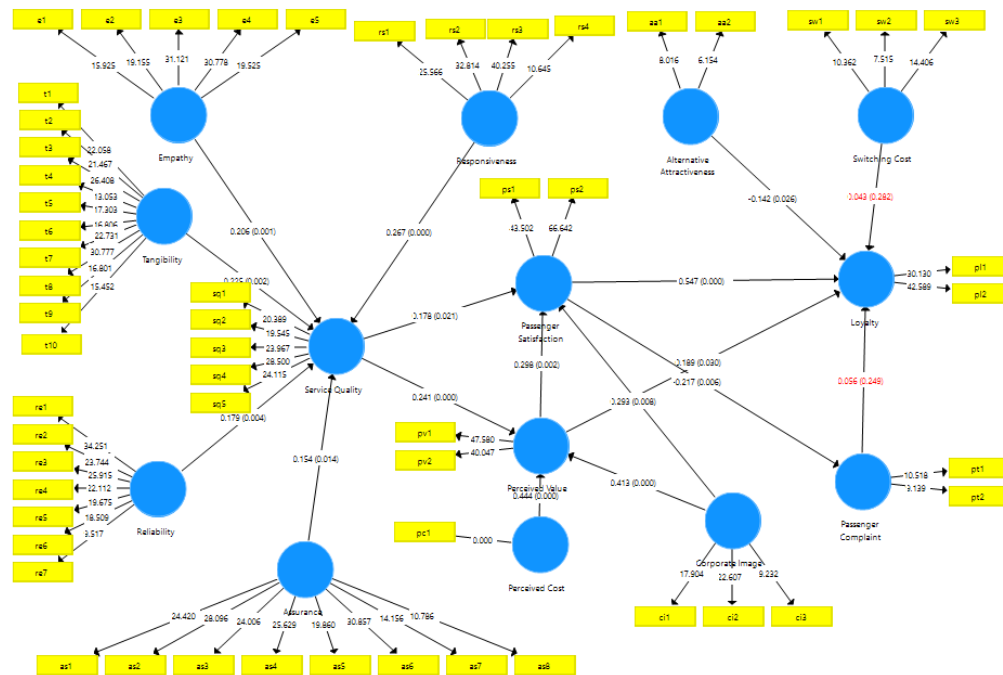 e1
e2
e3
e4
e5
15.925
19.155
31.121
30.778
19.525
Empathy
rs1
rs2
rs3
rs4
25.566
32.814
40.255
10.645
Responsiveness
aa1
aa2
8.016
6.154
Alternative
Attractiveness
sw1
sw2
sw3
10.362
7.515
14.406
Switching Cost
t1
t2
t3
t4
t5
t6
t7
t8
t9
t10
22.058
21.467
26.408
13.053
17.303
16.806
22.731
30.777
16.801
15.452
Tangibility
0.206 (0.001)
0.267 (0.000)
-0.142 (0.026)
0.043 (0.282)
ps1
ps2
43.502
66.642
Passenger
Satisfaction
0.547 (0.000)
pl1
pl2
30.130
42.589
Loyalty
0.225 (0.002)
sq1
sq2
sq3
sq4
sq5
20.389
19.545
23.967
28.500
24.115
Service Quality
0.178 (0.021)
0.298 (0.002)
0.189 (0.030)
-0.217 (0.006)
0.293 (0.008)
0.056 (0.249)
0.241 (0.000)
0.179 (0.004)
0.154 (0.014)
re1
re2
re3
re4
re5
re6
re7
34.251
23.744
25.915
22.112
19.675
18.509
Reliability
pv1
pv2
47.580
40.047
Perceived Value
0.444 (0.000)
0.413 (0.000)
pc1
0.000
Perceived Cost
Corporate Image
17.904
9.232
ci1
ci2
ci3
pt1
pt2
10.518
Passenger
Complaint
Assurance
24.420
28.096
24.006
25.629
19.860
30.857
14.156
10.786
as1
as2
as3
as4
as5
as6
as7
as8